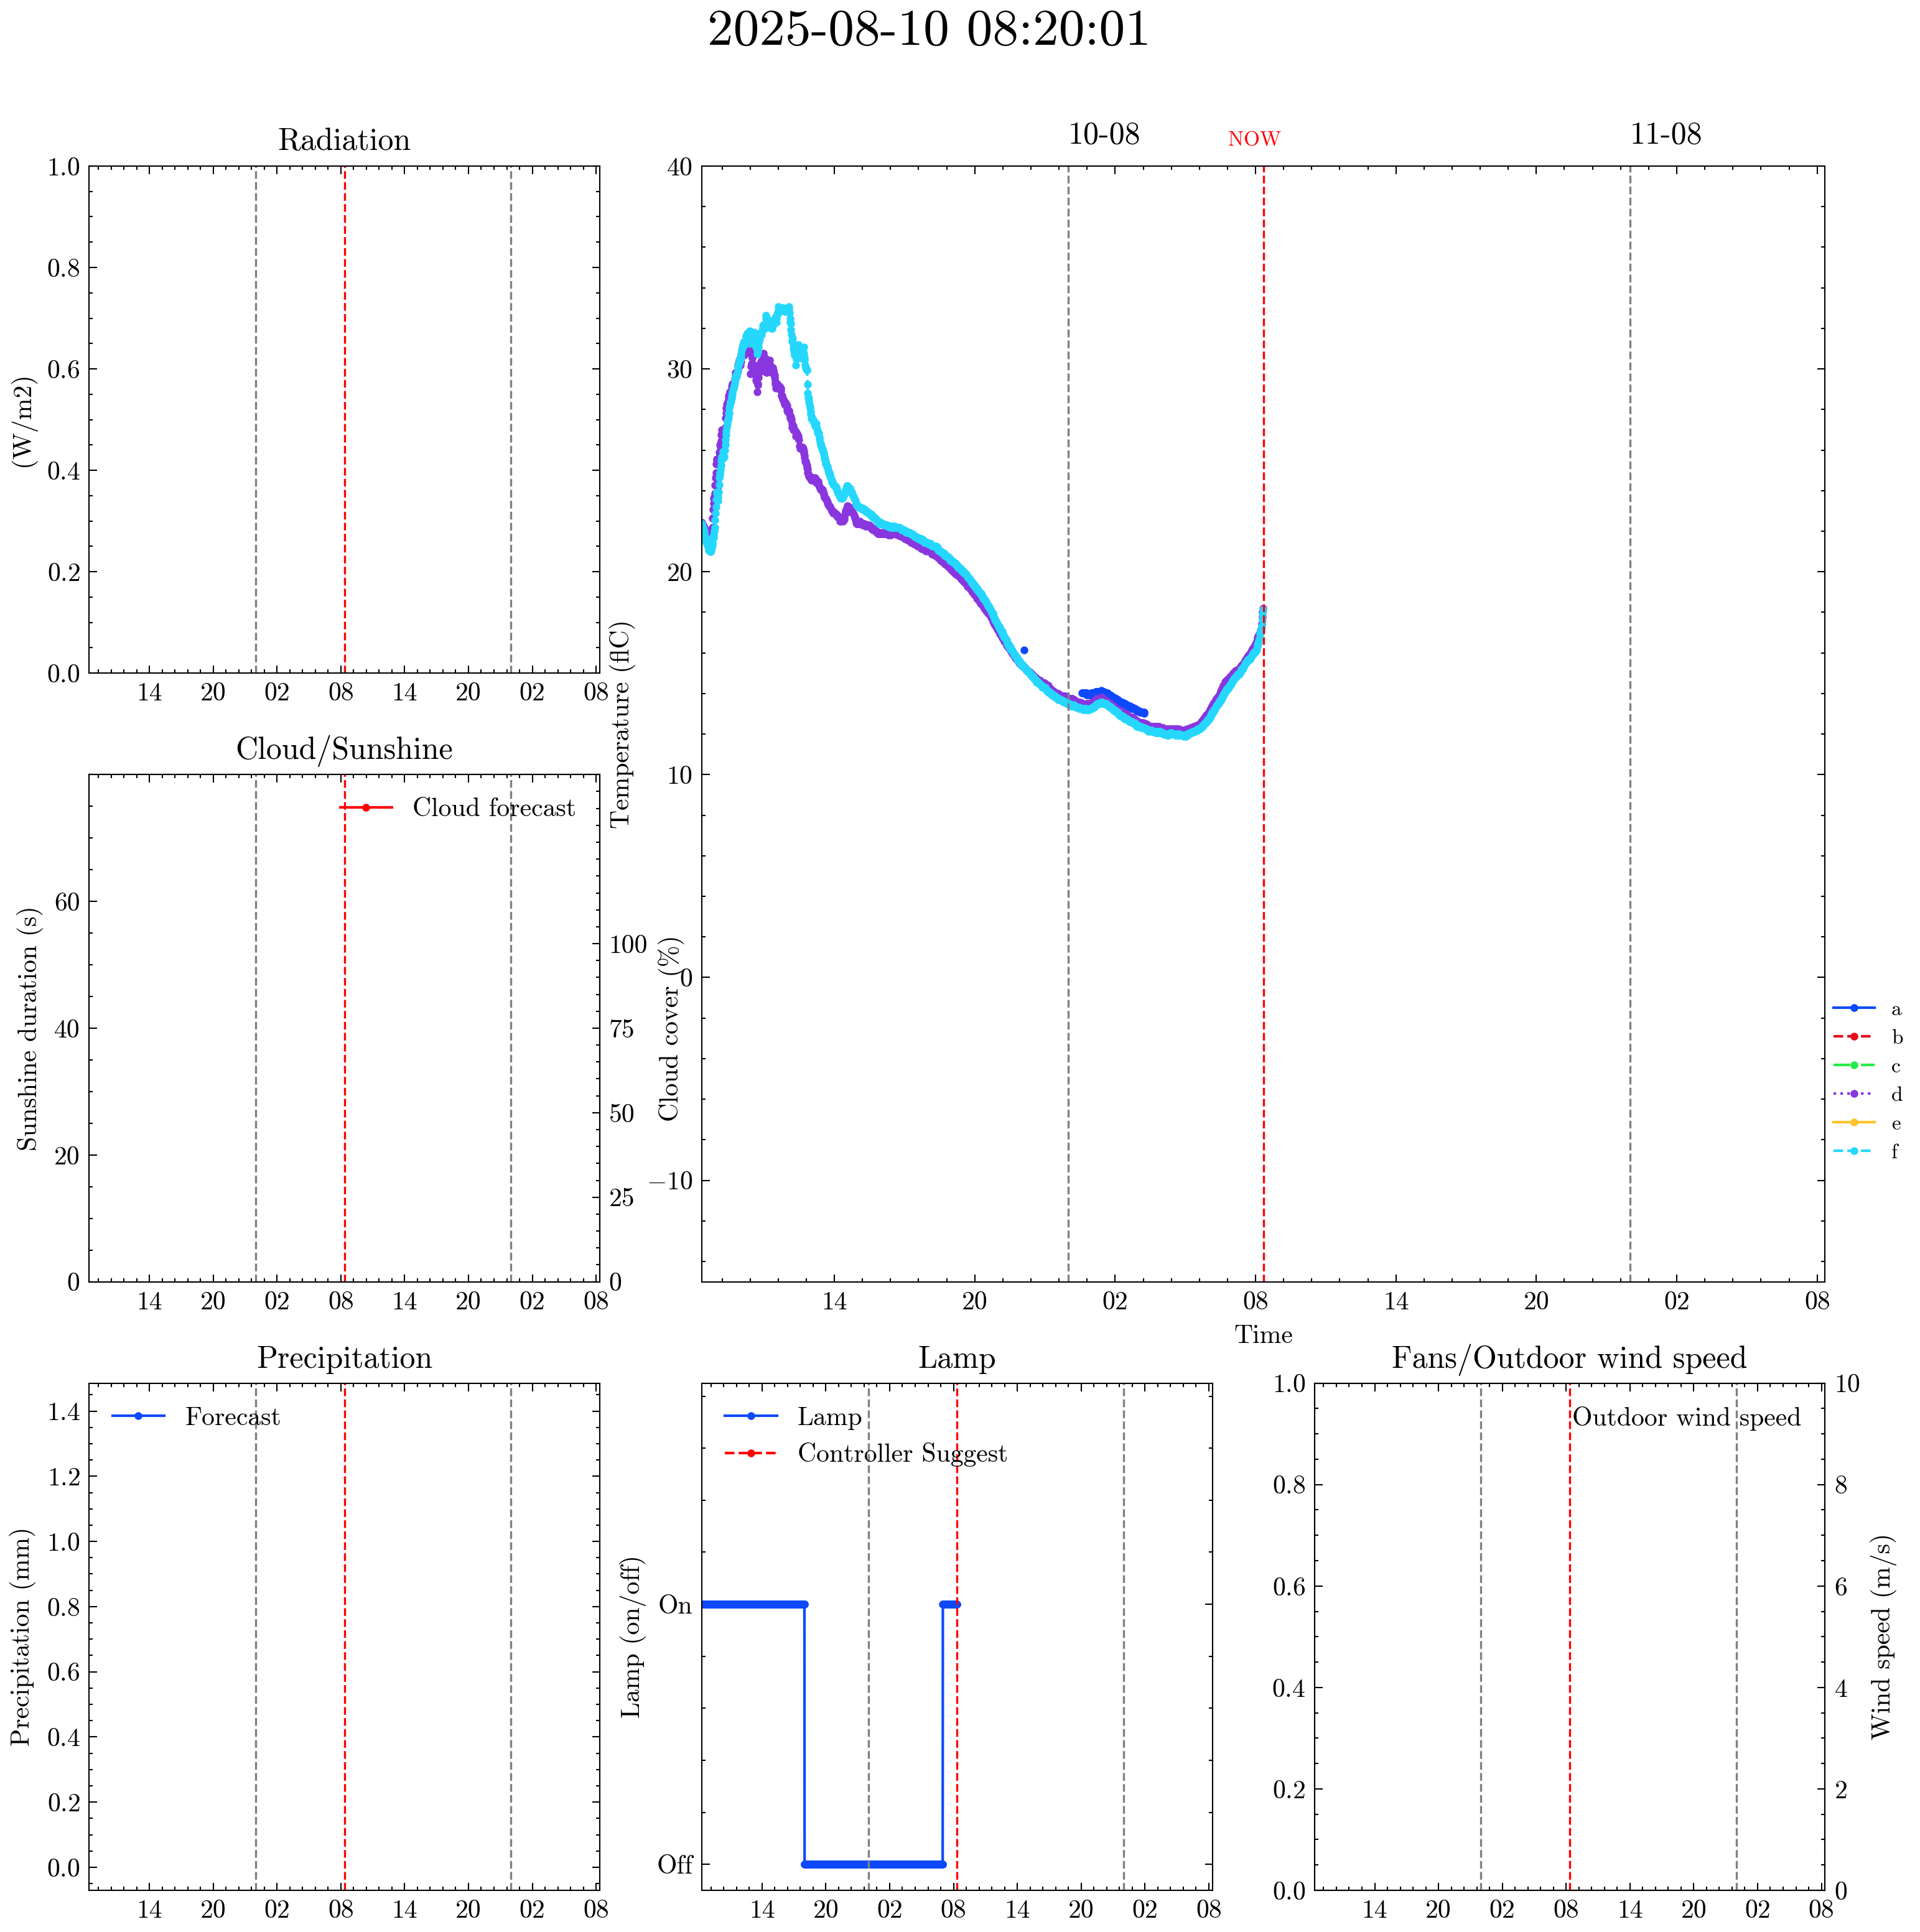 2025-08-10 08:20:01
Radiation
(W/m2)
1.0
0.8
0.6
0.4
0.2
0.0
14 20 02 08 14 20 02 08
10-08 NOW 11-08
Temperature (flC)
40
30
20
10
0
−10
14 20 02 08 14 20 02 08
Time
a
b
c
d
e
f
Cloud/Sunshine
Cloud forecast
Sunshine duration (s)
60
40
20
0
Cloud cover (%)
100
75
50
25
0
14 20 02 08 14 20 02 08
Precipitation
Forecast
Precipitation (mm)
1.4
1.2
1.0
0.8
0.6
0.4
0.2
0.0
14 20 02 08 14 20 02 08
Lamp
Lamp
Controller Suggest
Lamp (on/off)
On
Off
14 20 02 08 14 20 02 08
Fans/Outdoor wind speed
Outdoor wind speed
1.0
0.8
0.6
0.4
0.2
0.0
10
8
6
4
2
0
Wind speed (m/s)
14 20 02 08 14 20 02 08